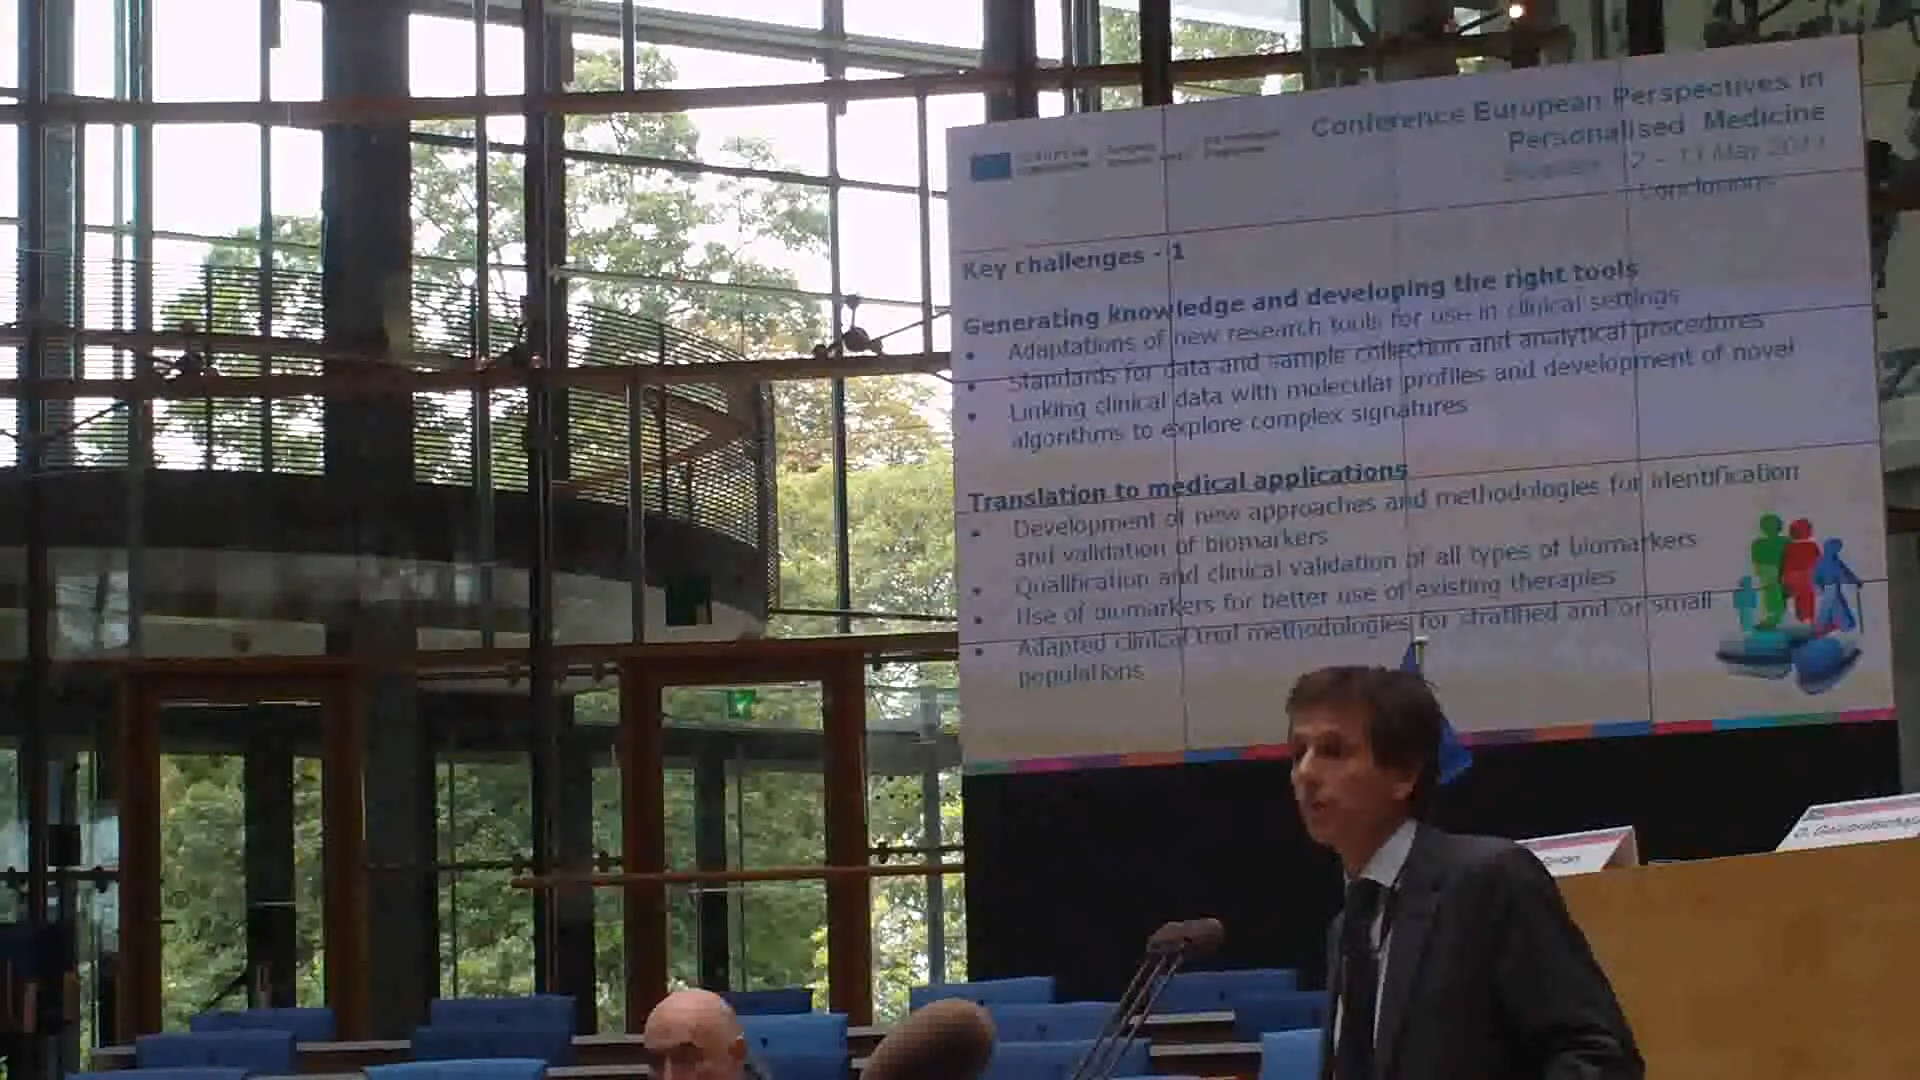 Conference European Perspectives in
Personalised Medicine
May
Conclusions
Key challenges - 1
Generating knowledge and developing the right tools
• Adaptations of new research tools for use in clinical settings
• Standards for data and sample collection and analytical procedures
• Linking clinical data with molecular profiles and development of novel
algorithms to explore complex signatures
Translation to medical applications
• Development of new approaches and methodologies for identification
and validation of biomarkers
• Qualification and clinical validation of all types of biomarkers
• Use of biomarkers for better use of existing therapies
• Adapted clinical trial methodologies for stratified and/or small
populations